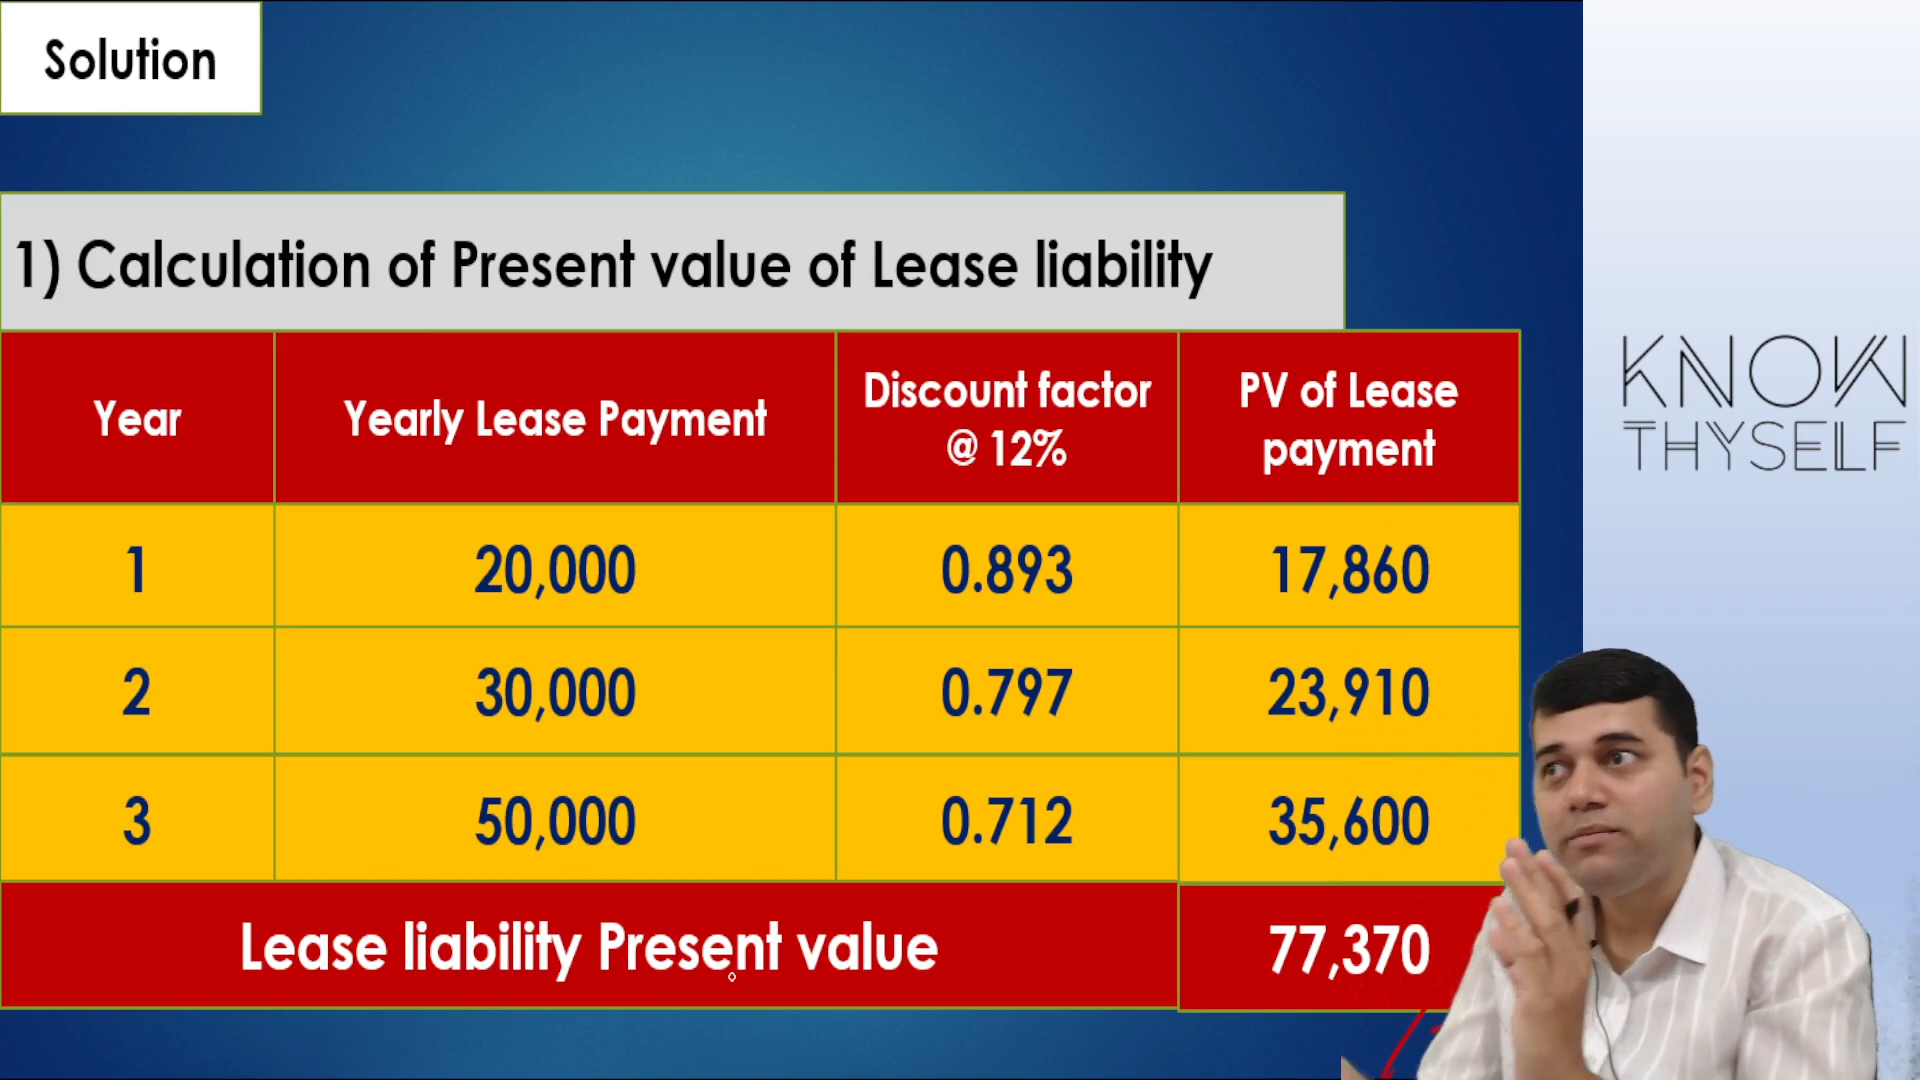 Solution
1) Calculation of Present value of Lease liability
Year Yearly Lease Payment Discount factor @ 12% PV of Lease payment
1 20,000 0.893 17,860
2 30,000 0.797 23,910
3 50,000 0.712 35,600
Lease liability Present value 77,370
KNOW
THYSELF